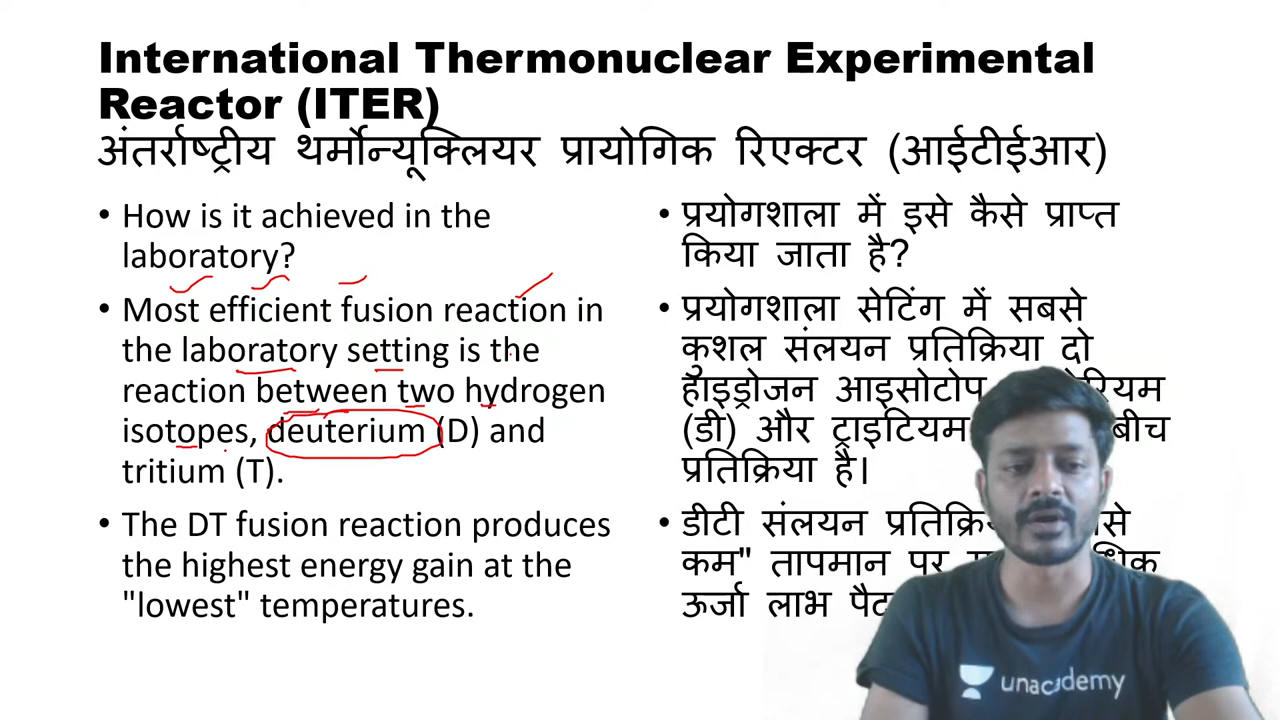 International Thermonuclear Experimental
Reactor (ITER)
अंतर्राष्ट्रीय थर्मोन्यूक्लियर प्रायोगिक रिएक्टर (आईटीईआर)
• How is it achieved in the
laboratory?
• Most efficient fusion reaction in
the laboratory setting is the
reaction between two hydrogen
isotopes, deuterium (D) and
tritium (T).
• The DT fusion reaction produces
the highest energy gain at the
"lowest" temperatures.
• प्रयोगशाला में इसे कैसे प्राप्त
किया जाता है?
• प्रयोगशाला सेटिंग में सबसे
कुशल संलयन प्रतिक्रिया दो
हाइड्रोजन आइसोटोप
(डी) और ट्राइटियम बीच
प्रतिक्रिया है।
• डीटी संलयन
कम" तापमान पर
ऊर्जा लाभ
unacademy